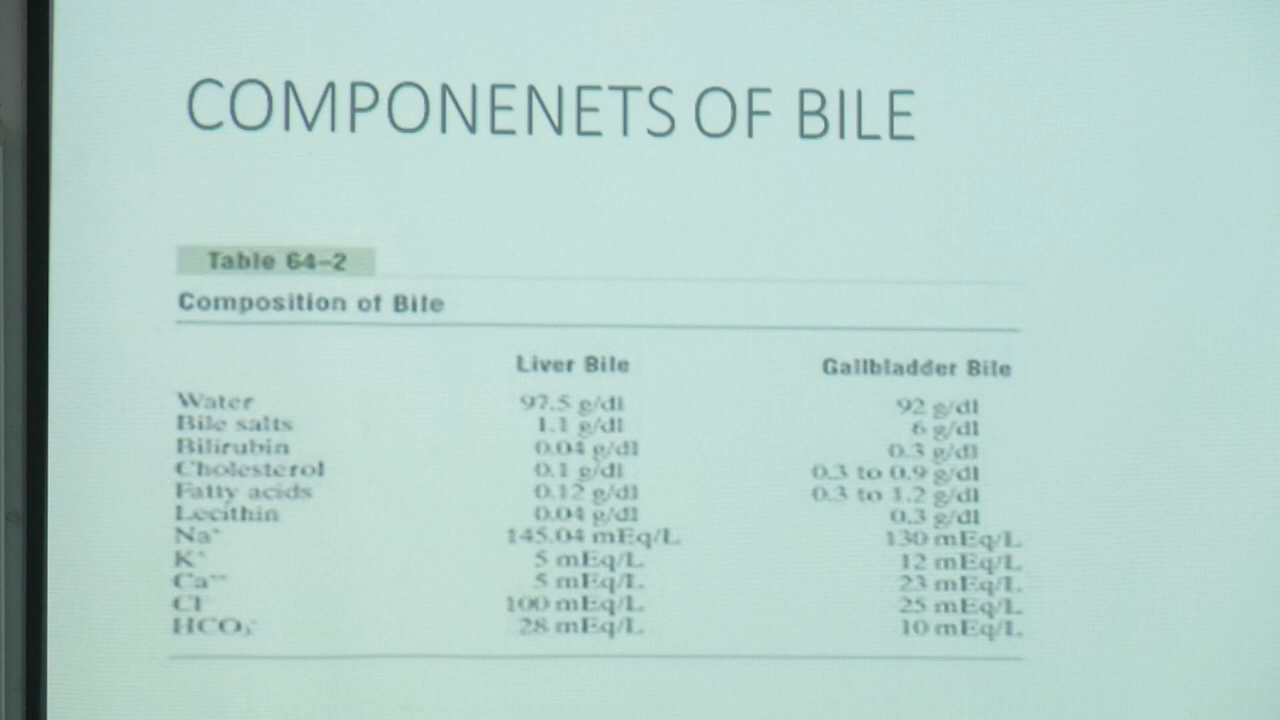 COMPONENETS OF BILE
Table 64–2
Composition of Bile
Liver Bile Gallbladder Bile
Water 97.5 g/dl 92 g/dl
Bile salts 1.1 g/dl 6 g/dl
Bilirubin 0.04 g/dl 0.3 g/dl
Cholesterol 0.1 g/dl 0.3 to 0.9 g/dl
Fatty acids 0.12 g/dl 0.3 to 1.2 g/dl
Lecithin 0.04 g/dl 0.3 g/dl
Na⁺ 145.04 mEq/L 130 mEq/L
K⁺ 5 mEq/L 12 mEq/L
Ca⁺⁺ 5 mEq/L 23 mEq/L
Cl⁻ 100 mEq/L 25 mEq/L
HCO₃⁻ 28 mEq/L 10 mEq/L